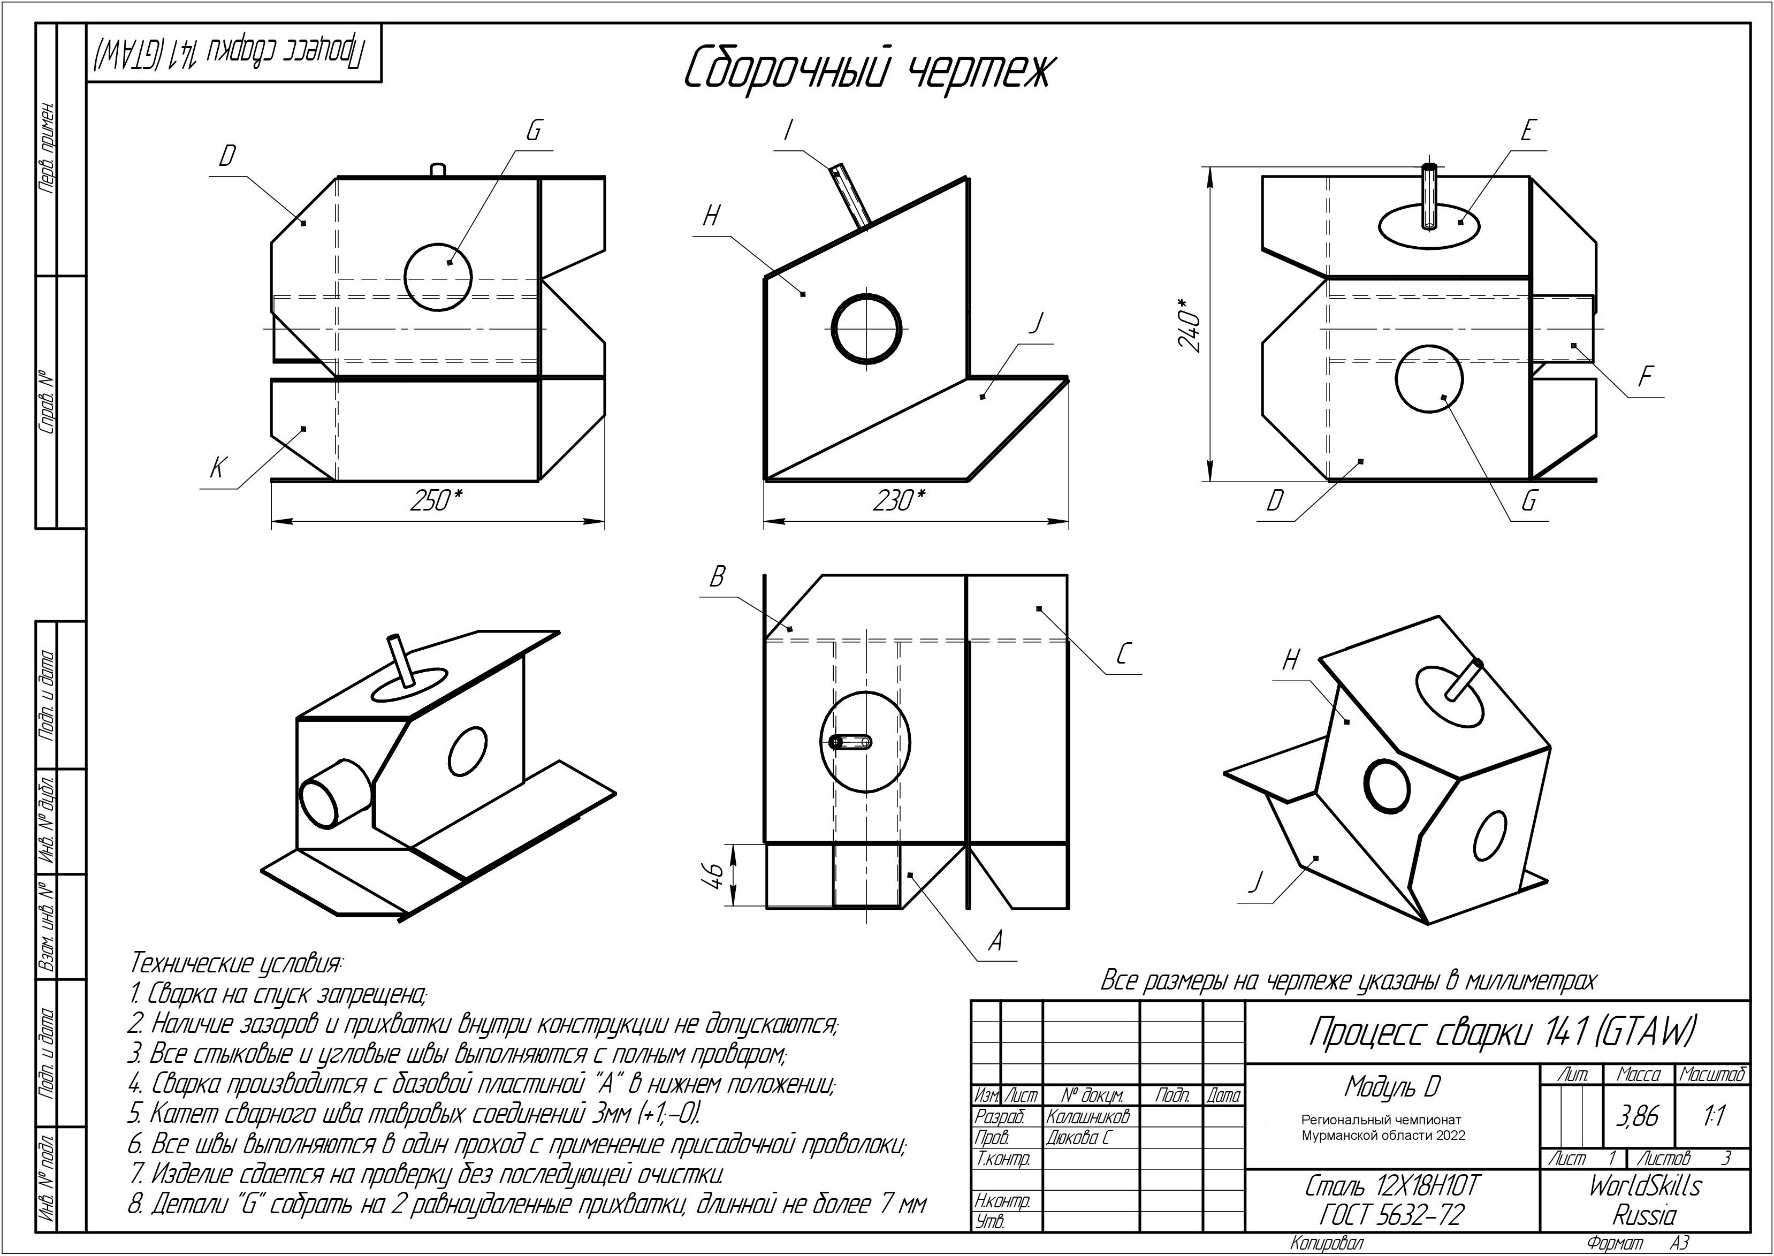 Процесс сварки 141 (GTAW)
Сборочный чертеж
Перв. примен.
Справ. №
Подп. и дата
Инв. № дубл.
Взам. инв. №
Подп. и дата
Инв. № подл.
D
G
K
250*
I
H
J
230*
E
240*
F
D
G
B
C
46
A
H
J
Технические условия:
1. Сварка на спуск запрещена;
2. Наличие зазоров и прихватки внутри конструкции не допускаются;
3. Все стыковые и угловые швы выполняются с полным проваром;
4. Сварка производится с базовой пластиной "А" в нижнем положении;
5. Катет сварного шва тавровых соединений 3мм (+1;-0).
6. Все швы выполняются в один проход с применение присадочной проволоки;
7. Изделие сдается на проверку без последующей очистки.
8. Детали "G" собрать на 2 равноудаленные прихватки, длинной не более 7 мм
Все размеры на чертеже указаны в миллиметрах
Процесс сварки 141 (GTAW)
Изм. Лист № докум. Подп. Дата
Разраб. Калашников
Пров. Дюкова С
Т.контр.
Н.контр.
Утв.
Модуль D
Региональный чемпионат
Мурманской области 2022
Лит. Масса Масштаб
3,86 1:1
Лист 1 Листов 3
Сталь 12Х18Н10Т
ГОСТ 5632-72
WorldSkills
Russia
Копировал Формат А3